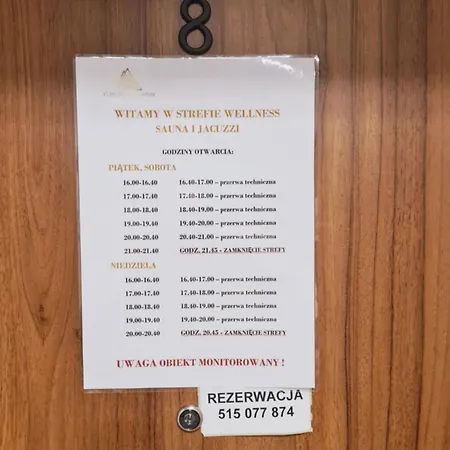 8
WITAMY W STREFIE WELLNESS
SAUNA I JACUZZI
GODZINY OTWARCIA:
PIĄTEK, SOBOTA
16.00-16.40 16.40-17.00 – przerwa techniczna
17.00-17.40 17.40-18.00 – przerwa techniczna
18.00-18.40 18.40-19.00 – przerwa techniczna
19.00-19.40 19.40-20.00 – przerwa techniczna
20.00-20.40 20.40-21.00 – przerwa techniczna
21.00-21.40 GODZ. 21.45 - ZAMKNIĘCIE STREFY
NIEDZIELA
16.00-16.40 16.40-17.00 – przerwa techniczna
17.00-17.40 17.40-18.00 – przerwa techniczna
18.00-18.40 18.40-19.00 – przerwa techniczna
19.00-19.40 19.40-20.00 – przerwa techniczna
20.00-20.40 GODZ. 20.45 - ZAMKNIĘCIE STREFY
UWAGA OBIEKT MONITOROWANY !
REZERWACJA
515 077 874